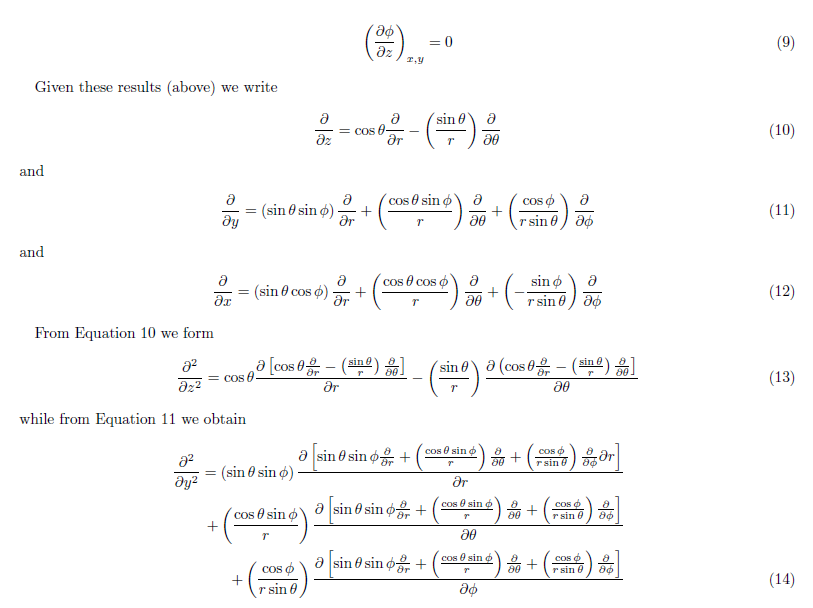 $$\left(\frac{\partial \phi}{\partial z}\right)_{x,y} = 0 \quad (9)$$
Given these results (above) we write
$$\frac{\partial}{\partial z} = \cos\theta \frac{\partial}{\partial r} - \left(\frac{\sin\theta}{r}\right) \frac{\partial}{\partial \theta} \quad (10)$$
and
$$\frac{\partial}{\partial y} = (\sin\theta \sin\phi) \frac{\partial}{\partial r} + \left(\frac{\cos\theta \sin\phi}{r}\right) \frac{\partial}{\partial \theta} + \left(\frac{\cos\phi}{r \sin\theta}\right) \frac{\partial}{\partial \phi} \quad (11)$$
and
$$\frac{\partial}{\partial x} = (\sin\theta \cos\phi) \frac{\partial}{\partial r} + \left(\frac{\cos\theta \cos\phi}{r}\right) \frac{\partial}{\partial \theta} + \left(-\frac{\sin\phi}{r \sin\theta}\right) \frac{\partial}{\partial \phi} \quad (12)$$
From Equation 10 we form
$$\frac{\partial^2}{\partial z^2} = \cos\theta \frac{\partial \left[\cos\theta \frac{\partial}{\partial r} - \left(\frac{\sin\theta}{r}\right) \frac{\partial}{\partial \theta}\right]}{\partial r} - \left(\frac{\sin\theta}{r}\right) \frac{\partial \left(\cos\theta \frac{\partial}{\partial r} - \left(\frac{\sin\theta}{r}\right) \frac{\partial}{\partial \theta}\right]}{\partial \theta} \quad (13)$$
while from Equation 11 we obtain
$$\frac{\partial^2}{\partial y^2} = (\sin\theta \sin\phi) \frac{\partial \left[\sin\theta \sin\phi \frac{\partial}{\partial r} + \left(\frac{\cos\theta \sin\phi}{r}\right) \frac{\partial}{\partial \theta} + \left(\frac{\cos\phi}{r \sin\theta}\right) \frac{\partial}{\partial \phi} \partial r\right]}{\partial r}$$
$$+ \left(\frac{\cos\theta \sin\phi}{r}\right) \frac{\partial \left[\sin\theta \sin\phi \frac{\partial}{\partial r} + \left(\frac{\cos\theta \sin\phi}{r}\right) \frac{\partial}{\partial \theta} + \left(\frac{\cos\phi}{r \sin\theta}\right) \frac{\partial}{\partial \phi}\right]}{\partial \theta}$$
$$+ \left(\frac{\cos\phi}{r \sin\theta}\right) \frac{\partial \left[\sin\theta \sin\phi \frac{\partial}{\partial r} + \left(\frac{\cos\theta \sin\phi}{r}\right) \frac{\partial}{\partial \theta} + \left(\frac{\cos\phi}{r \sin\theta}\right) \frac{\partial}{\partial \phi}\right]}{\partial \phi} \quad (14)$$